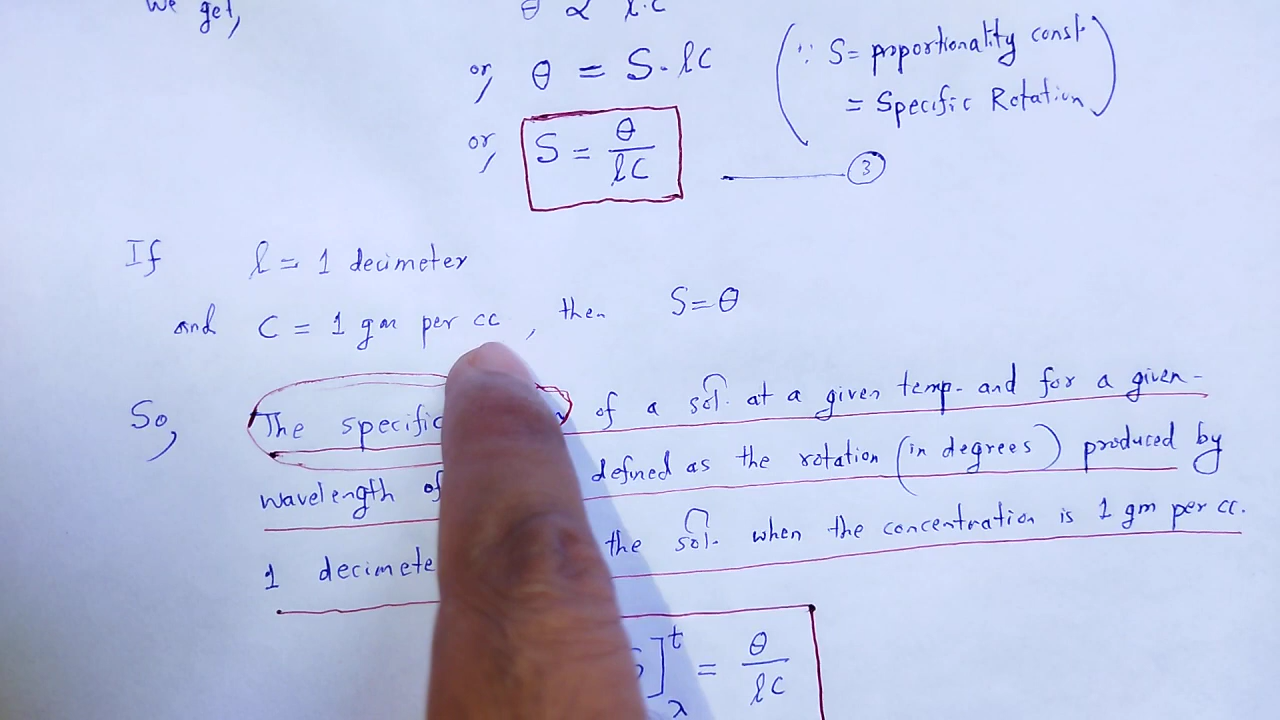 We get, θ ∝ l.C
or, θ = S.lC (∵ S = proportionality const.
= Specific Rotation)
or, S = θ/lC ——— ③
If l = 1 decimeter
and C = 1 gm per cc, then S = θ
So, The specific of a sol. at a given temp. and for a given-
wavelength of defined as the rotation (in degrees) produced by
1 decimete the sol. when the concentration is 1 gm per cc.
]^t_λ = θ/lC